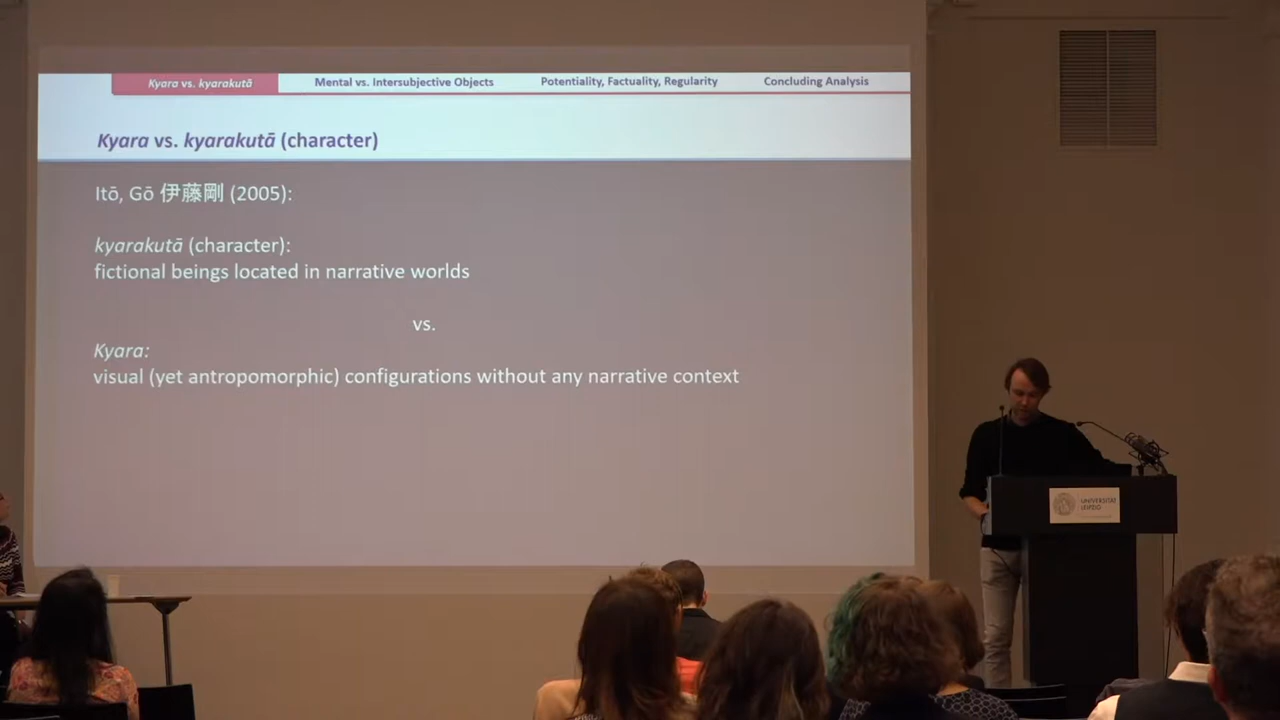 Kyara vs. kyarakutā
Mental vs. Intersubjective Objects
Potentiality, Factuality, Regularity
Concluding Analysis
Kyara vs. kyarakutā (character)
Itō, Gō 伊藤剛 (2005):
kyarakutā (character):
fictional beings located in narrative worlds
vs.
Kyara:
visual (yet antropomorphic) configurations without any narrative context
UNIVERSITÄT
LEIPZIG